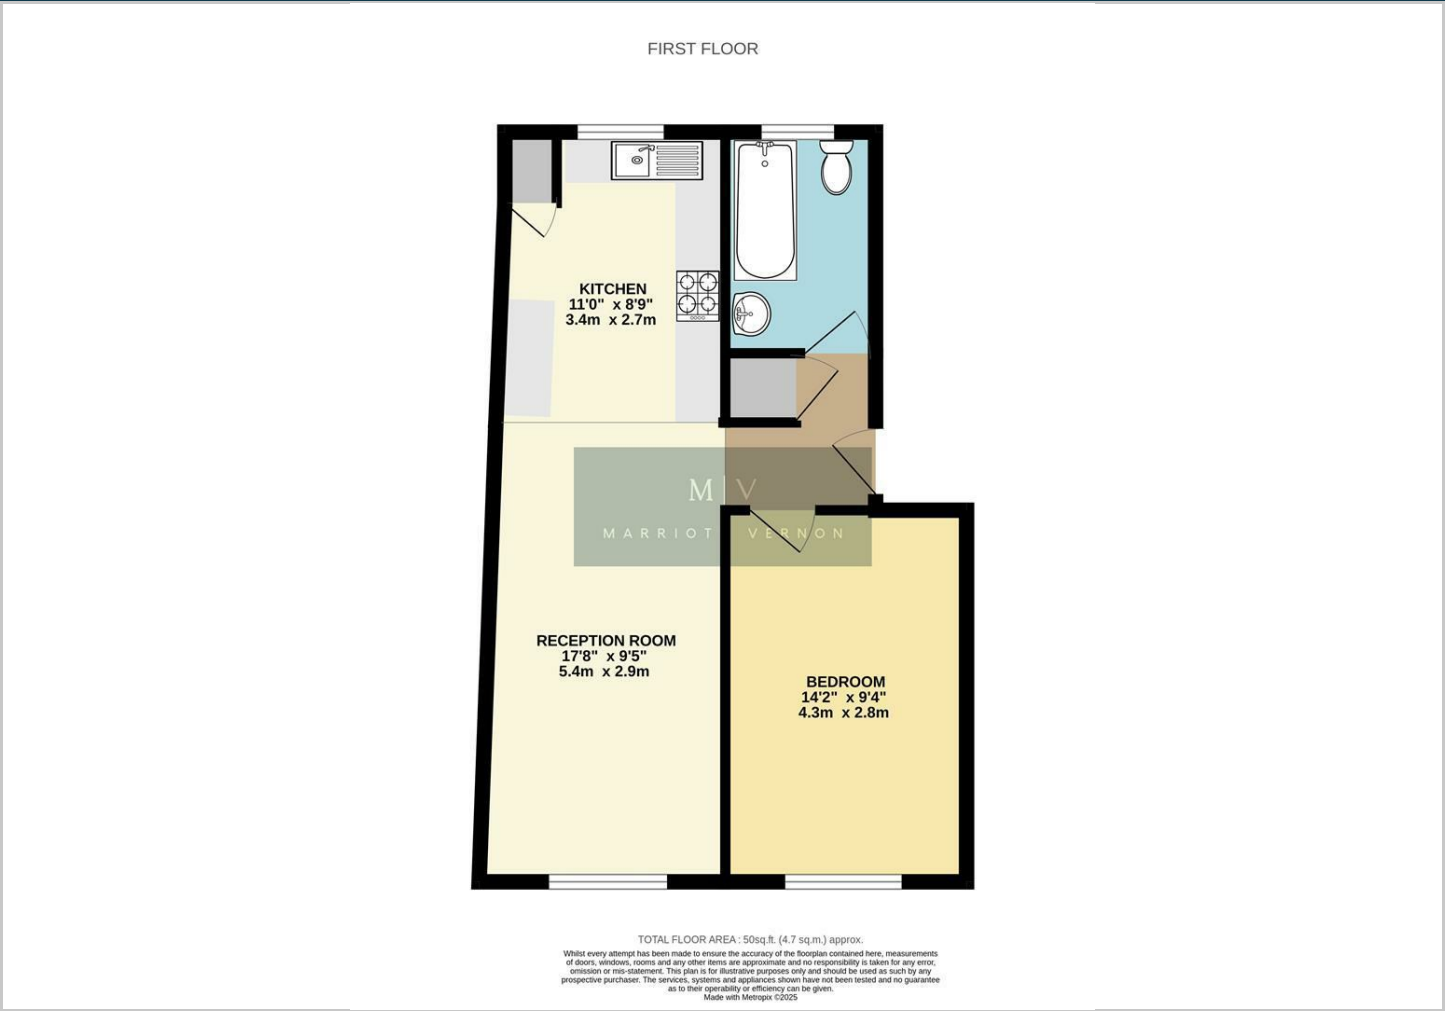 FIRST FLOOR
KITCHEN
11'0" x 8'9"
3.4m x 2.7m
M V
MARRIOT VERNON
RECEPTION ROOM
17'8" x 9'5"
5.4m x 2.9m
BEDROOM
14'2" x 9'4"
4.3m x 2.8m
TOTAL FLOOR AREA : 50sq.ft. (4.7 sq.m.) approx.
Whilst every attempt has been made to ensure the accuracy of the floorplan contained here, measurements
of doors, windows, rooms and any other items are approximate and no responsibility is taken for any error,
omission or mis-statement. This plan is for illustrative purposes only and should be used as such by any
prospective purchaser. The services, systems and appliances shown have not been tested and no guarantee
as to their operability or efficiency can be given.
Made with Metropix ©2025